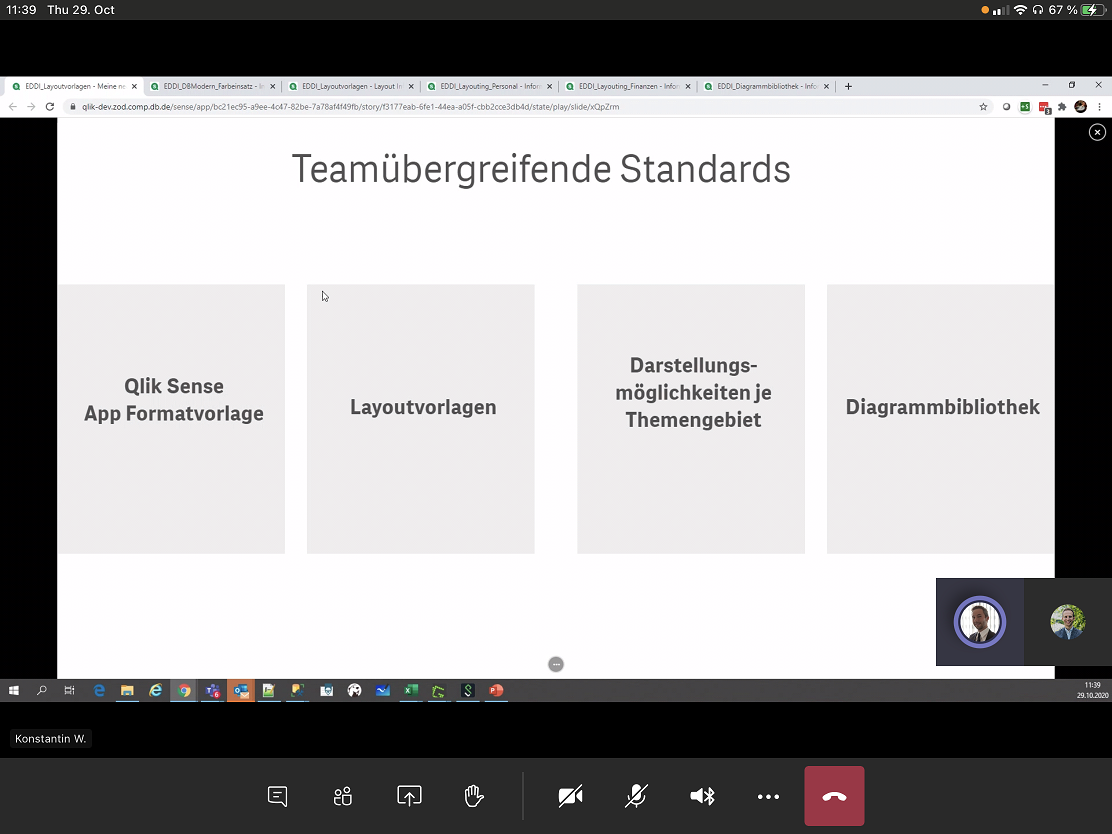 11:39 Thu 29. Oct
67 %
EDDI_Layoutvorlagen - Meine ne
EDDI_DBModern_Farbeinsatz - In
EDDI_Layoutvorlagen - Layout In
EDDI_Layouting_Personal - Inform
EDDI_Layouting_Finanzen - Infor
EDDI_Diagrammbibliothek - Infor
qlik-dev.zod.comp.db.de/sense/app/bc21ec95-a9ee-4c47-82be-7a78af4f49fb/story/f3177eab-6fe1-44ea-a05f-cbb2cce3db4d/state/play/slide/xQpZrm
Teamübergreifende Standards
Qlik Sense
App Formatvorlage
Layoutvorlagen
Darstellungs-
möglichkeiten je
Themengebiet
Diagrammbibliothek
11:39
29.10.2020
Konstantin W.